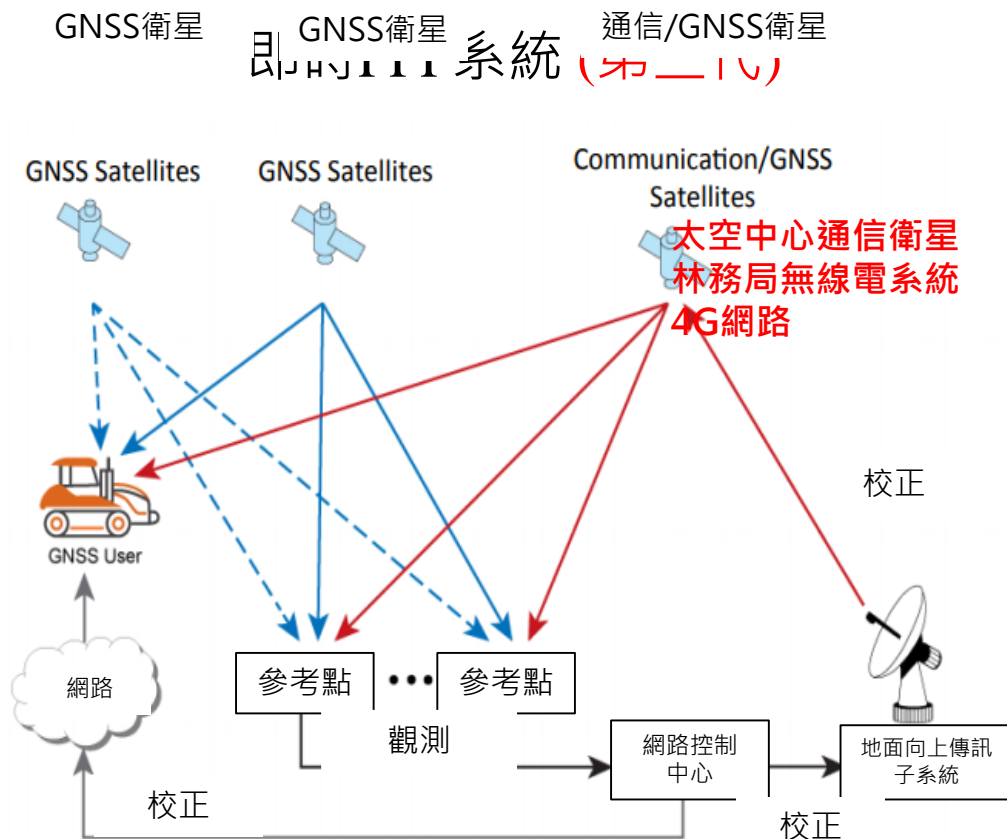 GNSS衛星
GNSS衛星
通信/GNSS衛星
系統
GNSS Satellites
GNSS Satellites
Communication/GNSS
Satellites
太空中心通信衛星
林務局無線電系統
4G網路
校正
GNSS User
網路
參考點
參考點
觀測
網路控制
中心
地面向上傳訊
子系統
校正
校正